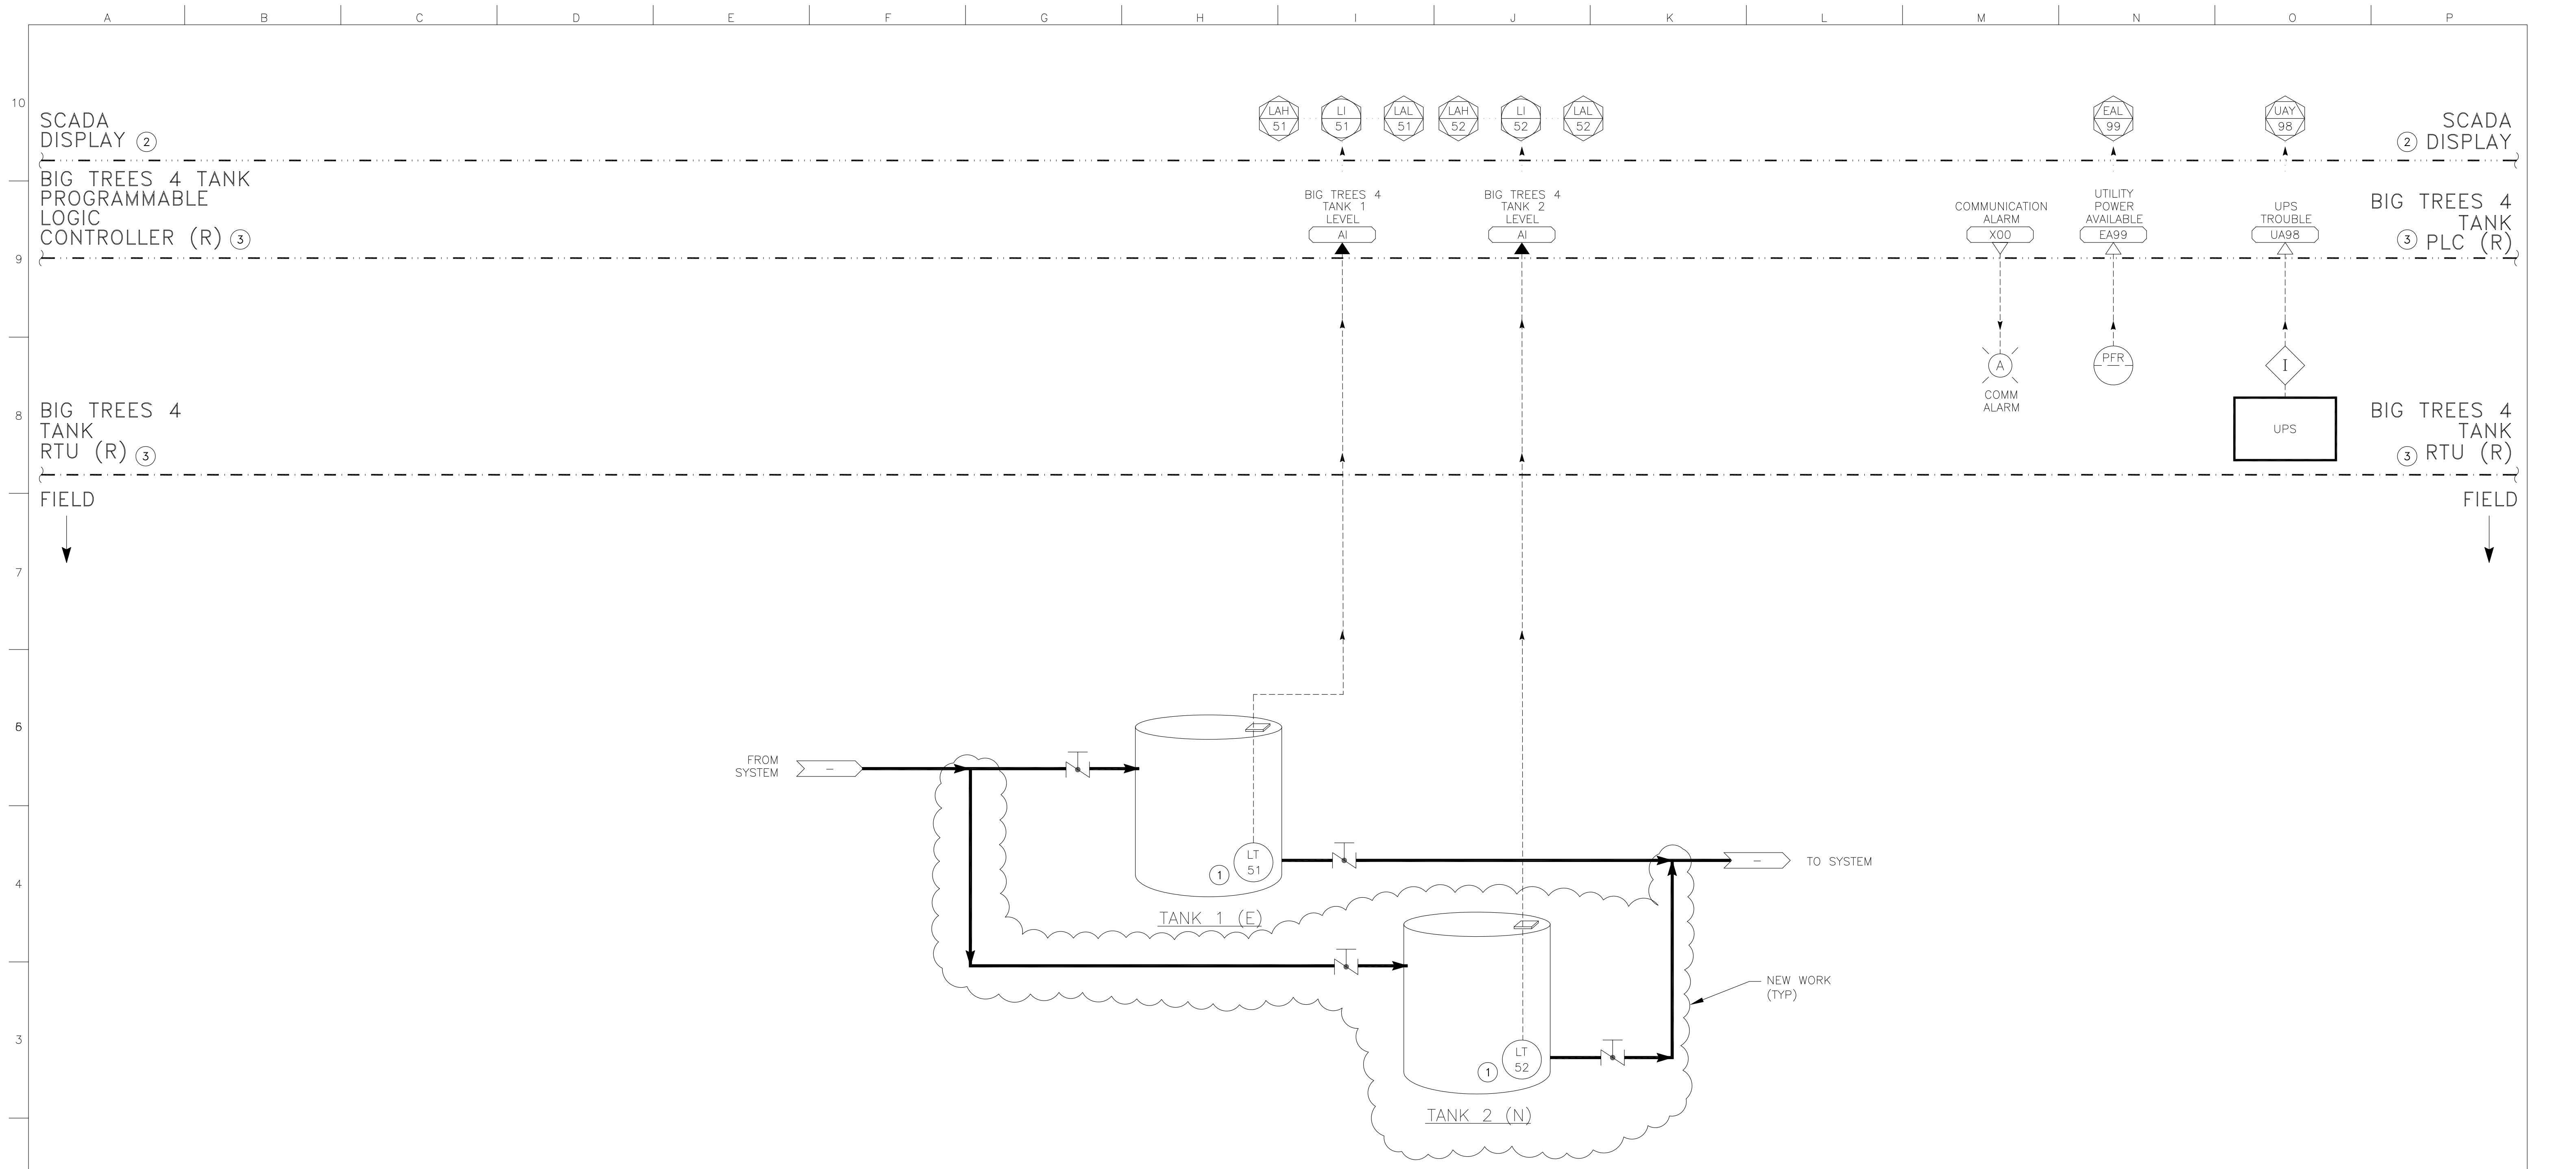 A B C D E F G H I J K L M N O P
10
SCADA
DISPLAY 2
LAH
51
LI
51
LAL
51
LAH
52
LI
52
LAL
52
EAL
99
UAY
98
SCADA
2 DISPLAY
BIG TREES 4 TANK
PROGRAMMABLE
LOGIC
CONTROLLER (R) 3
BIG TREES 4
TANK 1
LEVEL
AI
BIG TREES 4
TANK 2
LEVEL
AI
COMMUNICATION
ALARM
X00
UTILITY
POWER
AVAILABLE
EA99
UPS
TROUBLE
UA98
BIG TREES 4
TANK
3 PLC (R)
9
A
COMM
ALARM
PFR
I
UPS
8
BIG TREES 4
TANK
RTU (R) 3
BIG TREES 4
TANK
3 RTU (R)
FIELD
FIELD
7
FROM
SYSTEM
-
LT
51
1
TANK 1 (E)
-
TO SYSTEM
4
NEW WORK
(TYP)
3
LT
52
1
TANK 2 (N)